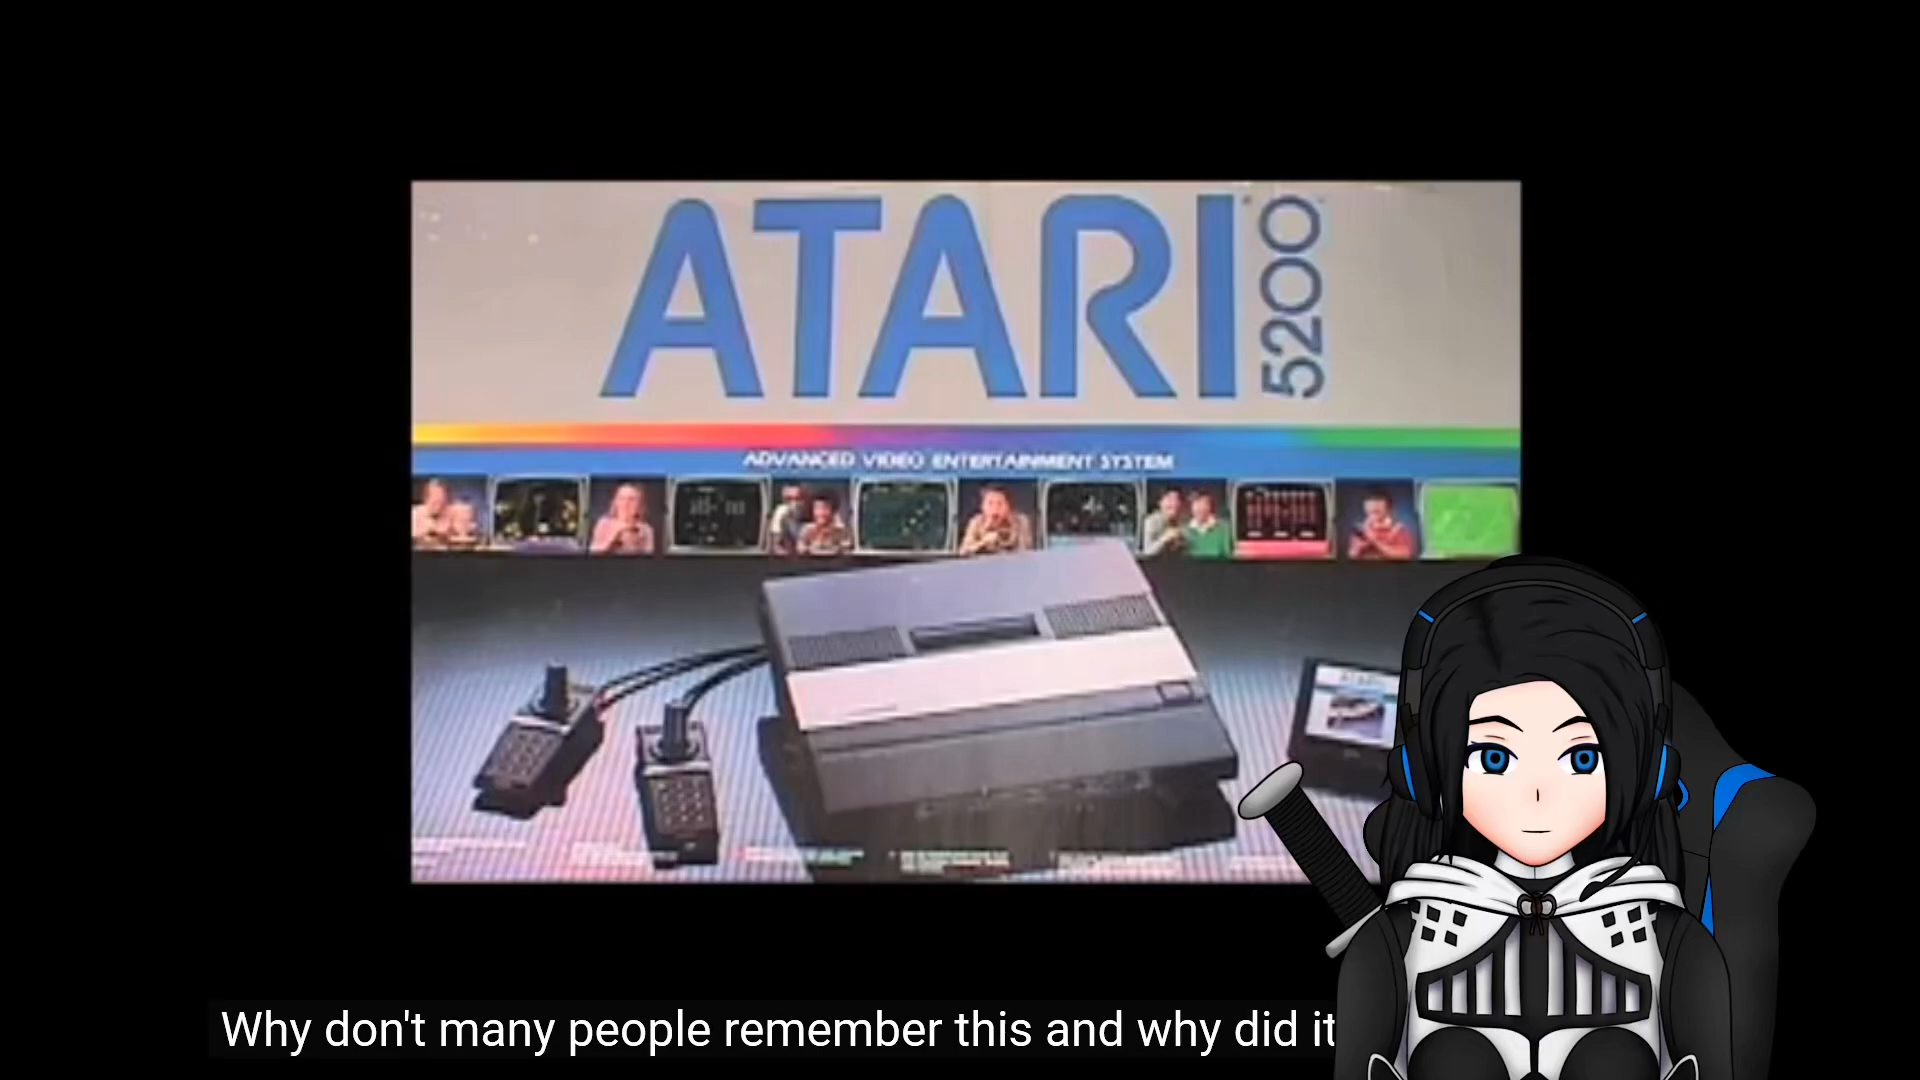 ATARI 5200
ADVANCED VIDEO ENTERTAINMENT SYSTEM
Why don't many people remember this and why did it